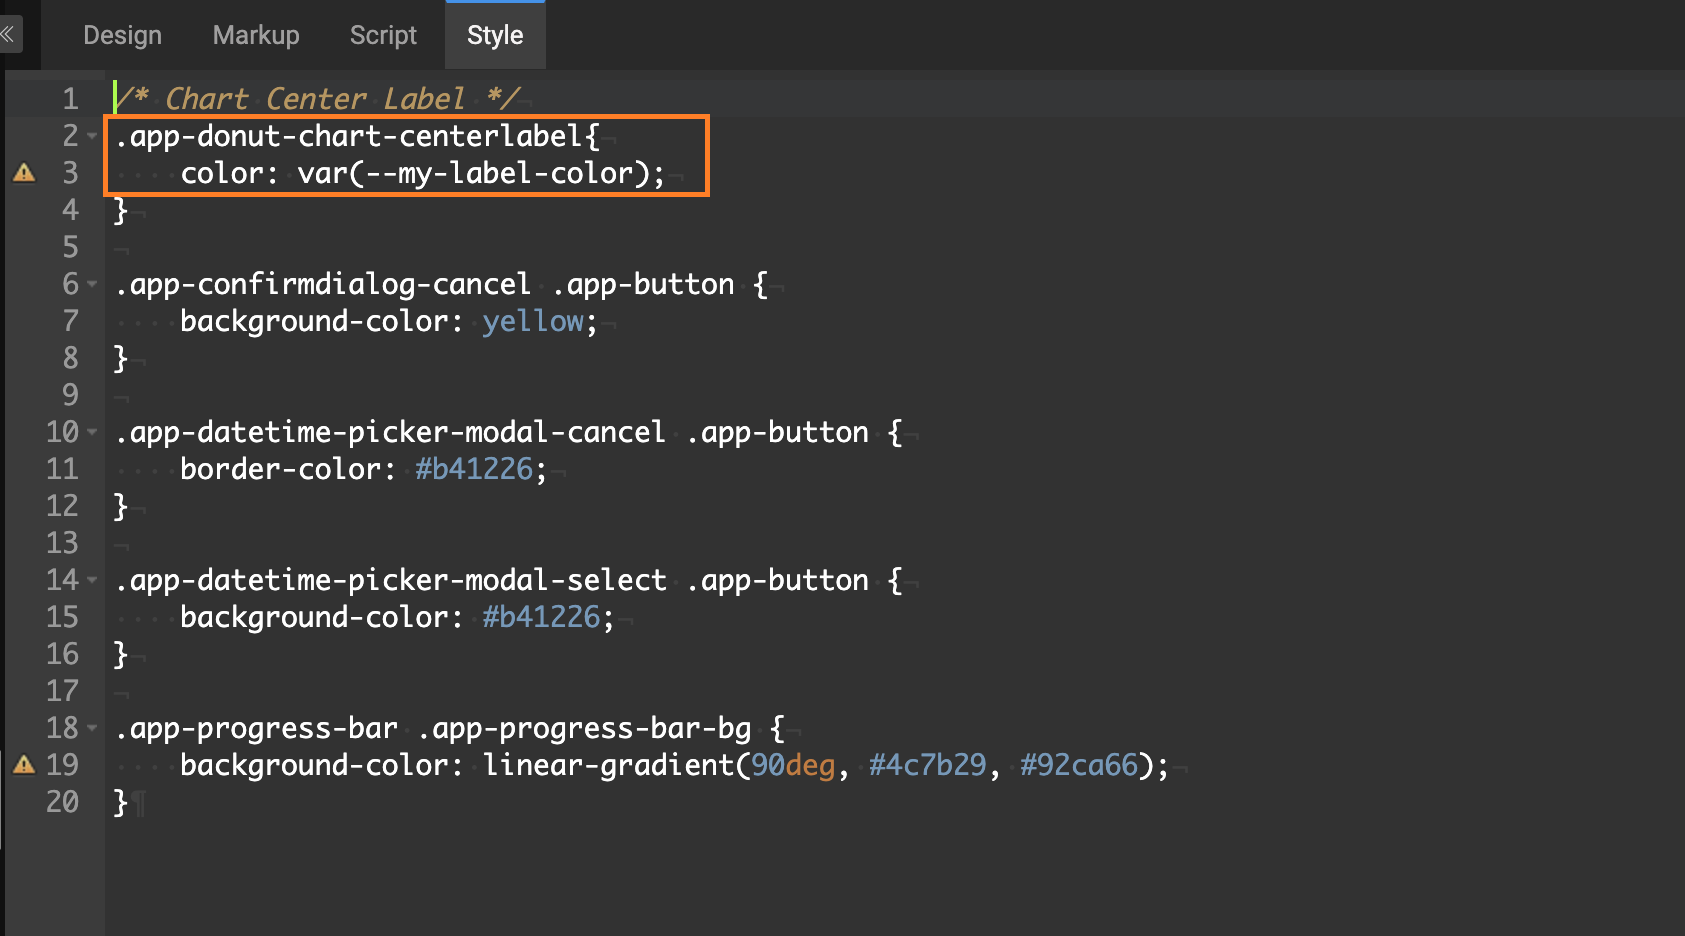 Design Markup Script Style
1 /* Chart Center Label */
2 .app-donut-chart-centerlabel{
3     color: var(--my-label-color);
4 }
5
6 .app-confirmdialog-cancel .app-button {
7     background-color: yellow;
8 }
9
10 .app-datetime-picker-modal-cancel .app-button {
11     border-color: #b41226;
12 }
13
14 .app-datetime-picker-modal-select .app-button {
15     background-color: #b41226;
16 }
17
18 .app-progress-bar .app-progress-bar-bg {
19     background-color: linear-gradient(90deg, #4c7b29, #92ca66);
20 }